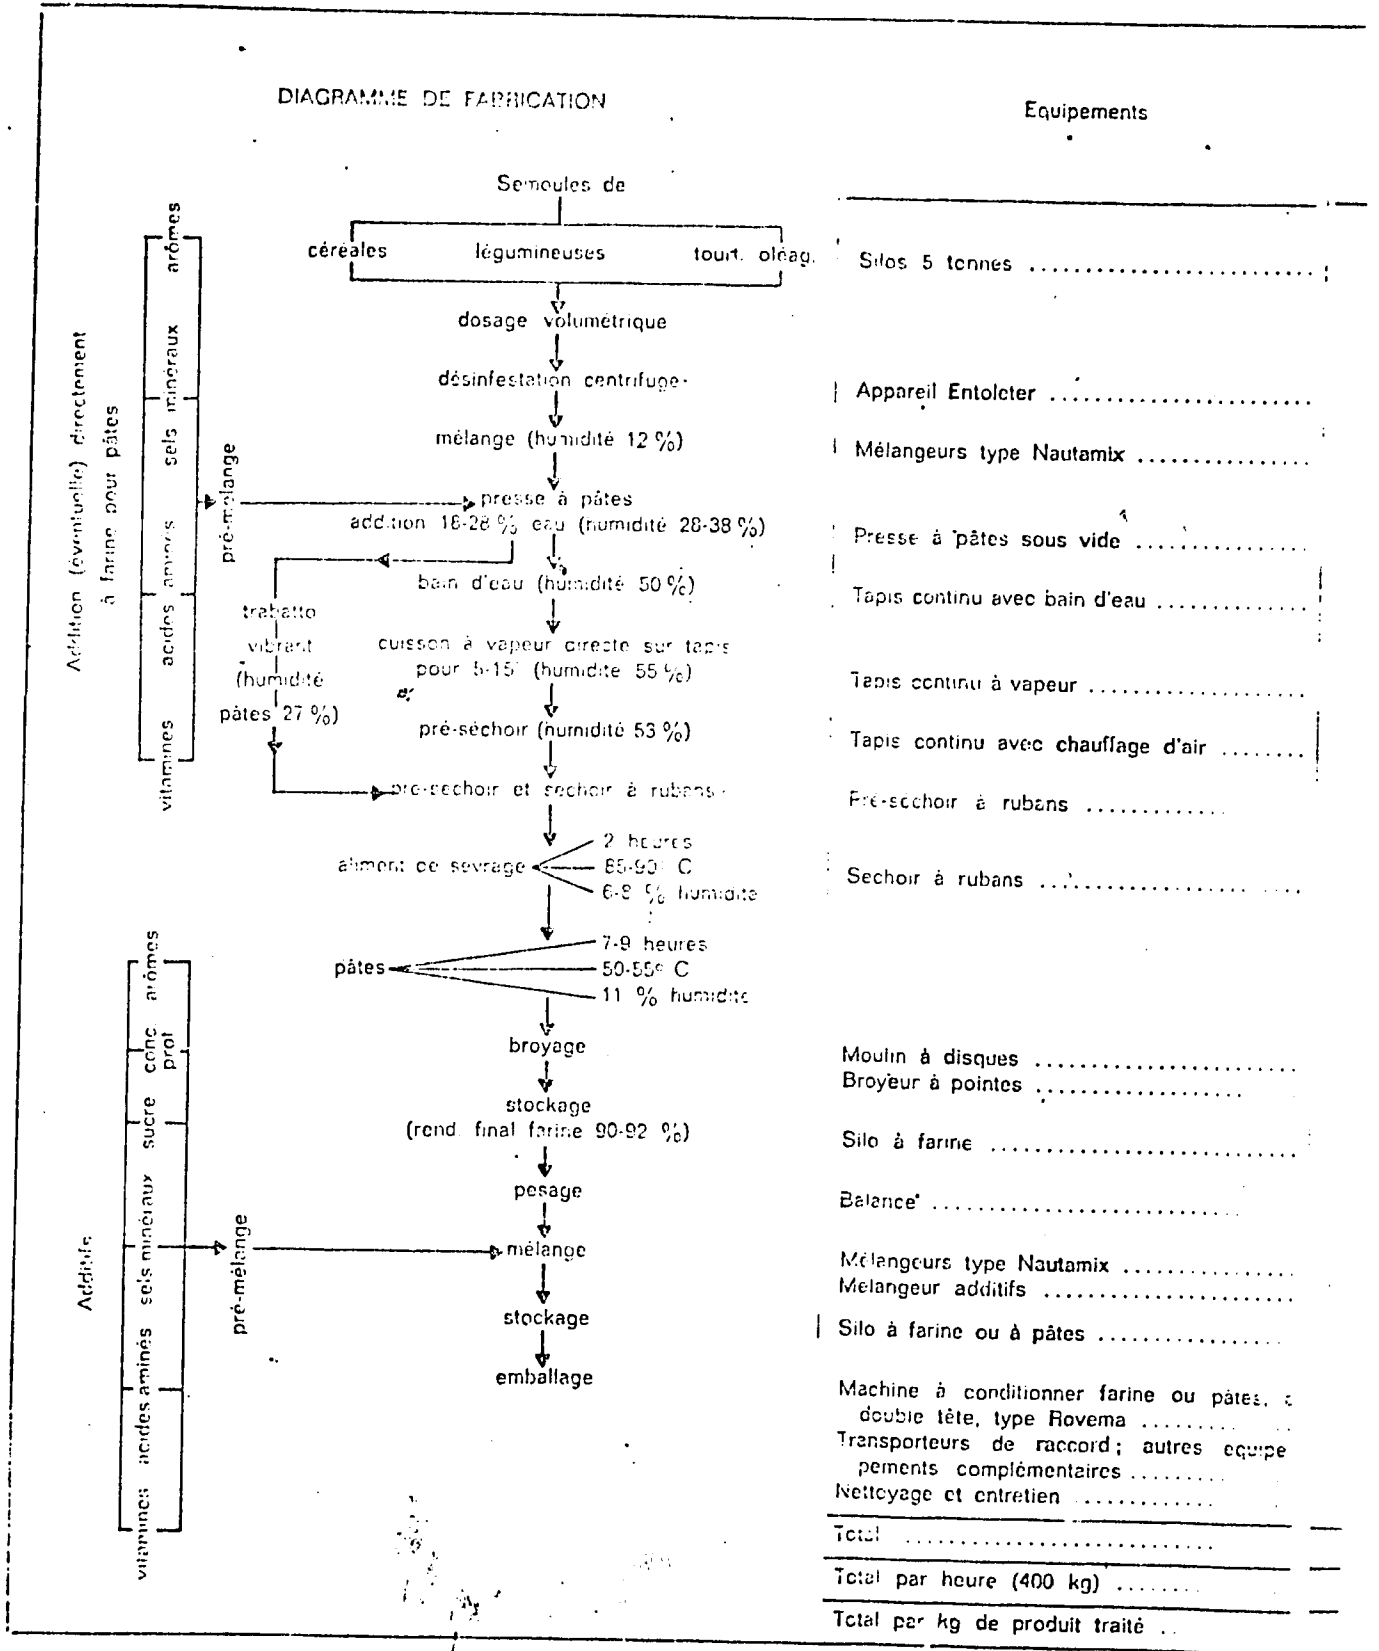 DIAGRAMME DE FABRICATION
Semoules de
céréales légumineuses tourt. oléag.
dosage volumétrique
désinfestation centrifuge
mélange (humidité 12 %)
presse à pâtes
addition 18-28 % eau (humidité 28-38 %)
bain d'eau (humidité 50 %)
trabatto
vibrant
(humidité
pâtes 27 %)
cuisson à vapeur directe sur tapis
pour 5-15' (humidité 55 %)
pré-séchoir (humidité 53 %)
pré-séchoir et séchoir à rubans
aliment de sevrage
2 heures
85-90° C
6-8 % humidité
pâtes
7-9 heures
50-55° C
11 % humidité
broyage
stockage
(rend. final farine 90-92 %)
pesage
mélange
stockage
emballage
Addition (éventuelle) directement
à farine pour pâtes
vitamines acides aminés sels minéraux arômes
pré-mélange
Additifs
vitamines acides aminés sels minéraux sucre conc. prot arômes
pré-mélange
Equipements
Silos 5 tonnes ........................
Appareil Entoleter ........................
Mélangeurs type Nautamix ................
Presse à pâtes sous vide ...............
Tapis continu avec bain d'eau ..............
Tapis continu à vapeur ...................
Tapis continu avec chauffage d'air ........
Pré-séchoir à rubans .............
Sechoir à rubans ........................
Moulin à disques ........................
Broyeur à pointes ...................
Silo à farine ...........................
Balance ...........................
Mélangeurs type Nautamix ................
Melangeur additifs .......................
Silo à farine ou à pâtes .................
Machine à conditionner farine ou pâtes, à
double tête, type Rovema .........
Transporteurs de raccord ; autres equipe
pements complémentaires .........
Nettoyage et entretien .............
Total ...........................
Total par heure (400 kg) ........
Total par kg de produit traité ..